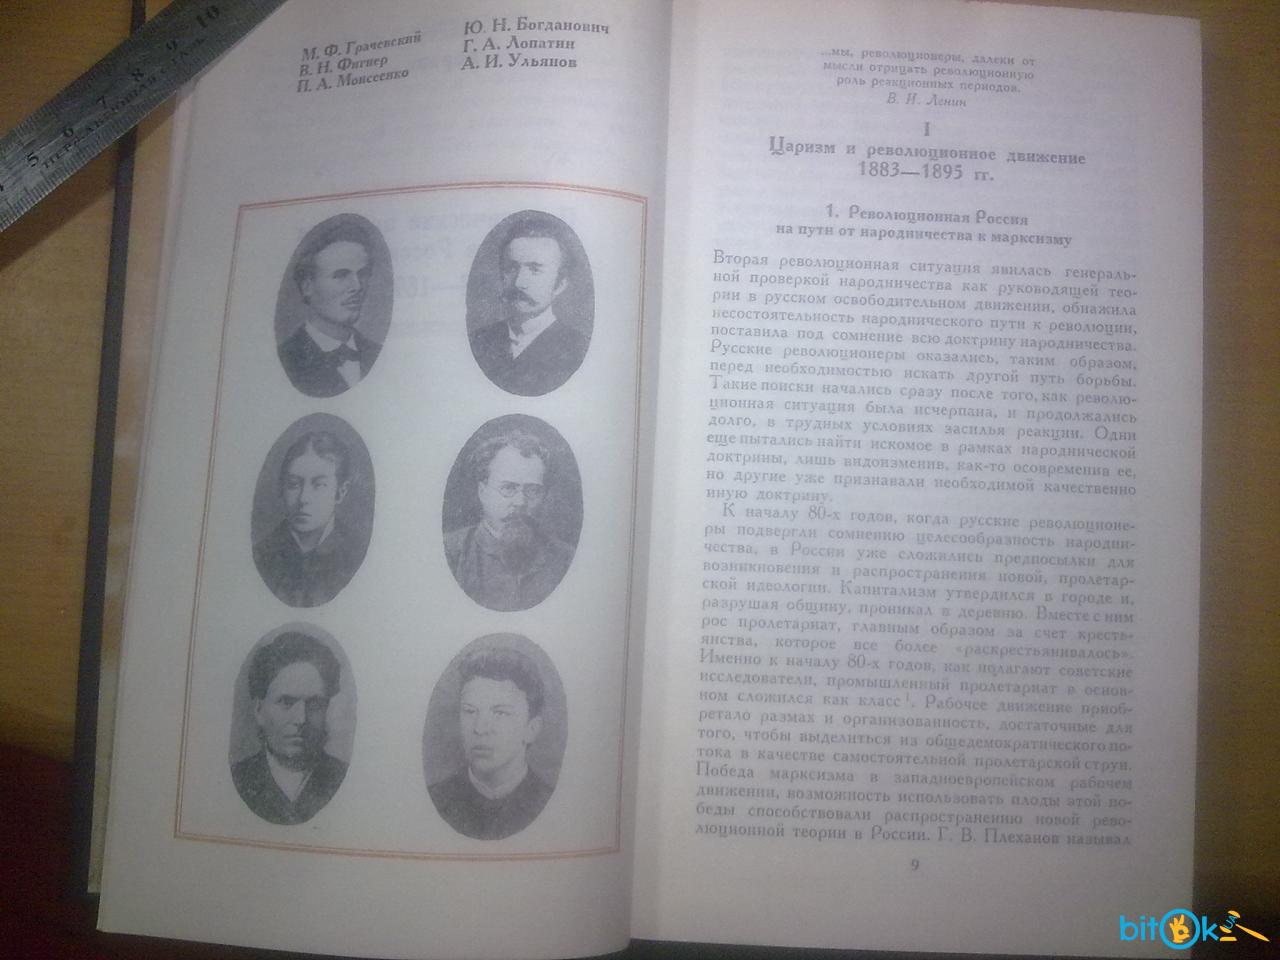 10
9
8
7
6
5
М. Ф. Грачевский
В. Н. Фигнер
П. А. Моисеенко
Ю. Н. Богданович
Г. А. Лопатин
А. И. Ульянов
...мы, революционеры, далеки от
мысли отрицать революционную
роль реакционных периодов.
В. И. Ленин
I
Царизм и революционное движение
1883—1895 гг.
1. Революционная Россия
на пути от народничества к марксизму
Вторая революционная ситуация явилась генераль-
ной проверкой народничества как руководящей тео-
рии в русском освободительном движении, обнажила
несостоятельность народнического пути к революции,
поставила под сомнение всю доктрину народничества.
Русские революционеры оказались, таким образом,
перед необходимостью искать другой путь борьбы.
Такие поиски начались сразу после того, как револю-
ционная ситуация была исчерпана, и продолжались
долго, в трудных условиях засилья реакции. Одни
еще пытались найти искомое в рамках народнической
доктрины, лишь видоизменив, как-то осовременив ее,
но другие уже признавали необходимой качественно
иную доктрину.
К началу 80-х годов, когда русские революционе-
ры подвергли сомнению целесообразность народни-
чества, в России уже сложились предпосылки для
возникновения и распространения новой, пролетар-
ской идеологии. Капитализм утвердился в городе и,
разрушая общину, проникал в деревню. Вместе с ним
рос пролетариат, главным образом за счет кресть-
янства, которое все более «раскрестьянивалось».
Именно к началу 80-х годов, как полагают советские
исследователи, промышленный пролетариат в основ-
ном сложился как класс¹. Рабочее движение приоб-
ретало размах и организованность, достаточные для
того, чтобы выделиться из общедемократического по-
тока в качестве самостоятельной пролетарской струи.
Победа марксизма в западноевропейском рабочем
движении, возможность использовать плоды этой по-
беды способствовали распространению новой рево-
люционной теории в России. Г. В. Плеханов называл
9
bitOk
UA